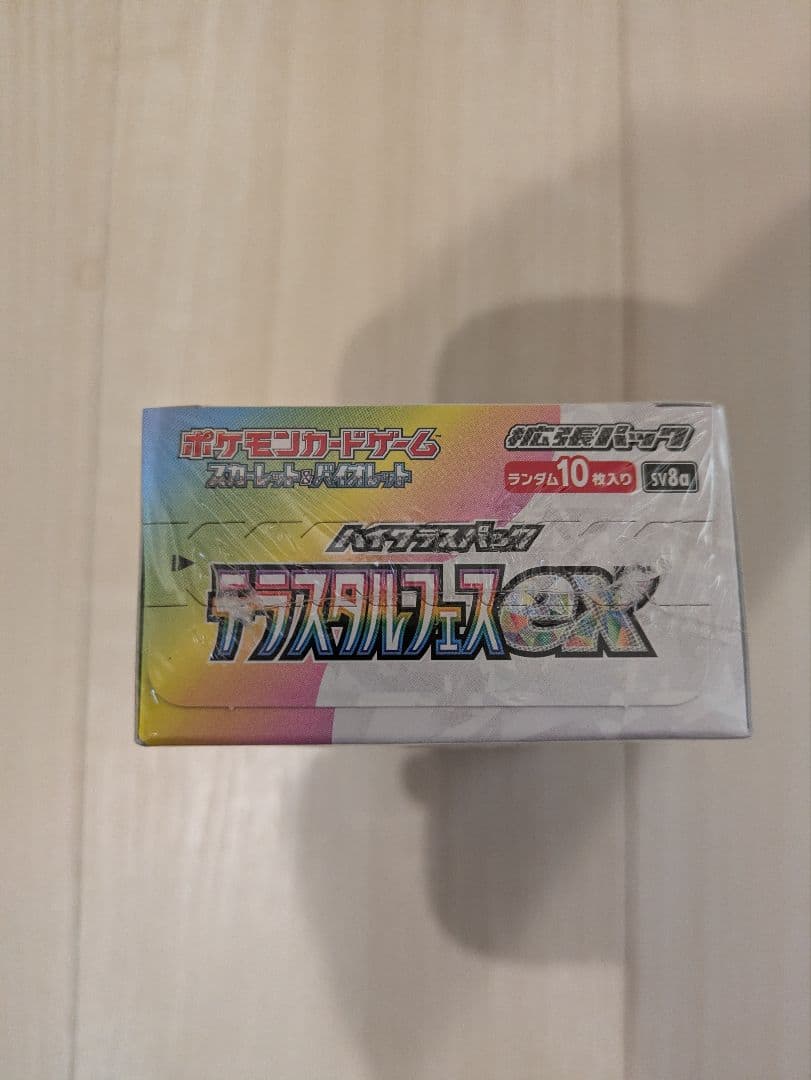 ポケモンカードゲーム
スカーレット&バイオレット
拡張パック
ランダム10枚入り
SV8a
ハイクラスパック
テラスタルフェスex